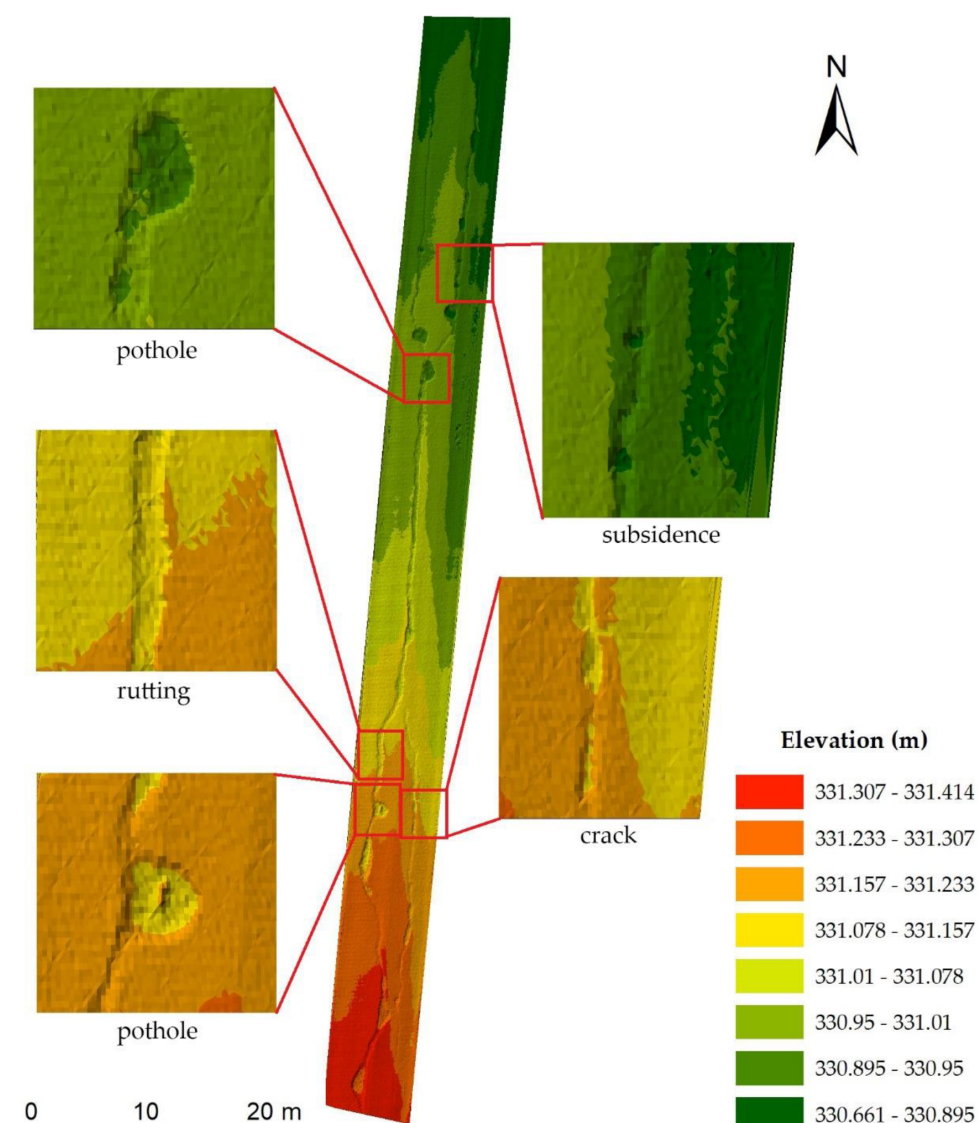 N
pothole
subsidence
rutting
crack
pothole
Elevation (m)
331.307 - 331.414
331.233 - 331.307
331.157 - 331.233
331.078 - 331.157
331.01 - 331.078
330.95 - 331.01
330.895 - 330.95
330.661 - 330.895
0 10 20 m